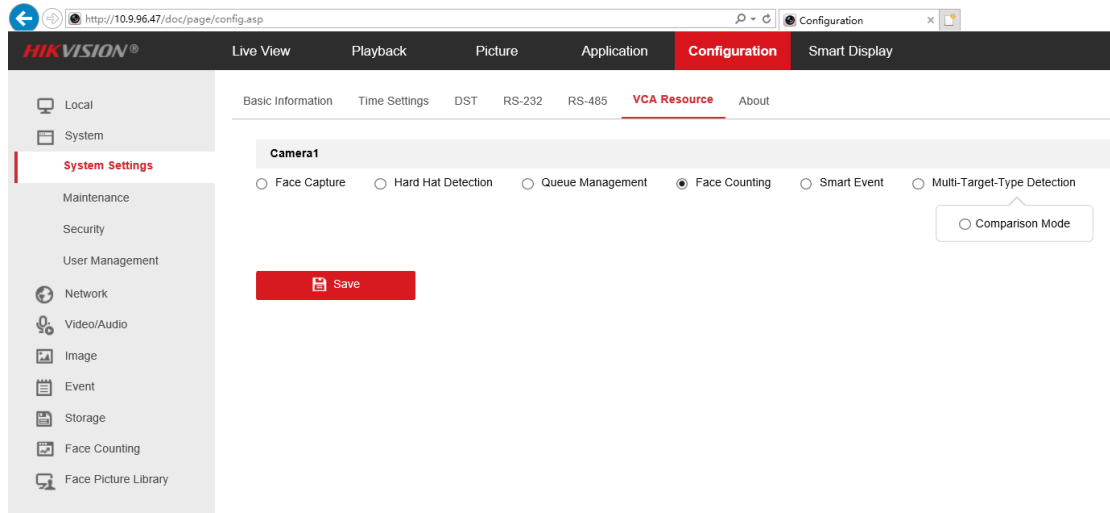 http://10.9.96.47/doc/page/config.asp
Configuration
HIKVISION®
Live View Playback Picture Application Configuration Smart Display
Local
System
System Settings
Maintenance
Security
User Management
Network
Video/Audio
Image
Event
Storage
Face Counting
Face Picture Library
Basic Information Time Settings DST RS-232 RS-485 VCA Resource About
Camera1
Face Capture Hard Hat Detection Queue Management Face Counting Smart Event Multi-Target-Type Detection
Comparison Mode
Save